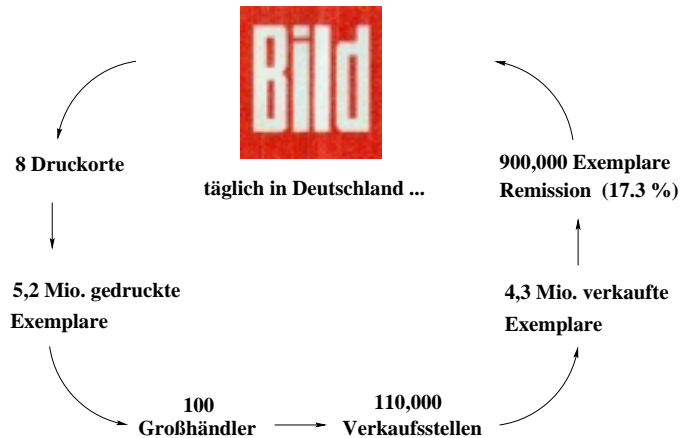 Bild
täglich in Deutschland ...
8 Druckorte
5,2 Mio. gedruckte
Exemplare
100
Großhändler
110,000
Verkaufsstellen
4,3 Mio. verkaufte
Exemplare
900,000 Exemplare
Remission (17.3 %)